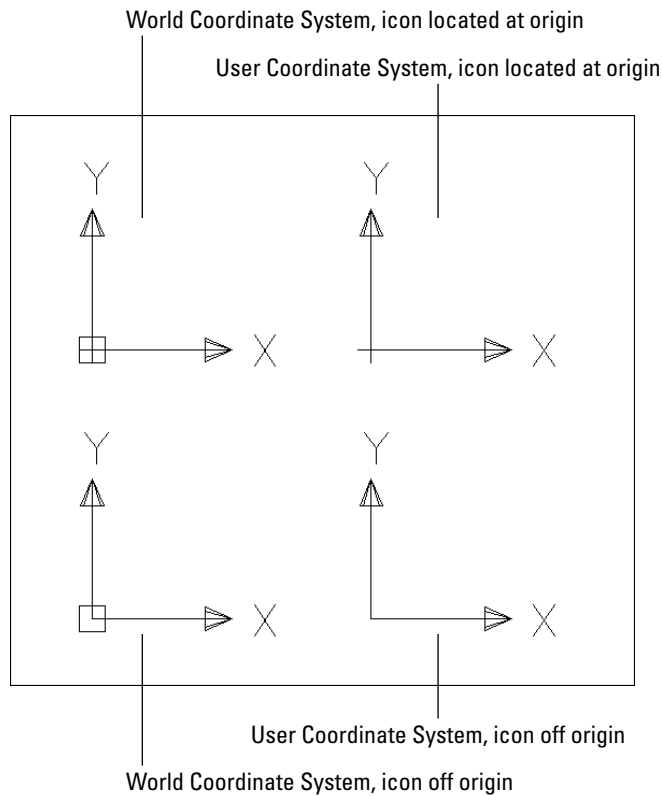 World Coordinate System, icon located at origin
User Coordinate System, icon located at origin
Y
Y
X
X
Y
Y
X
X
User Coordinate System, icon off origin
World Coordinate System, icon off origin